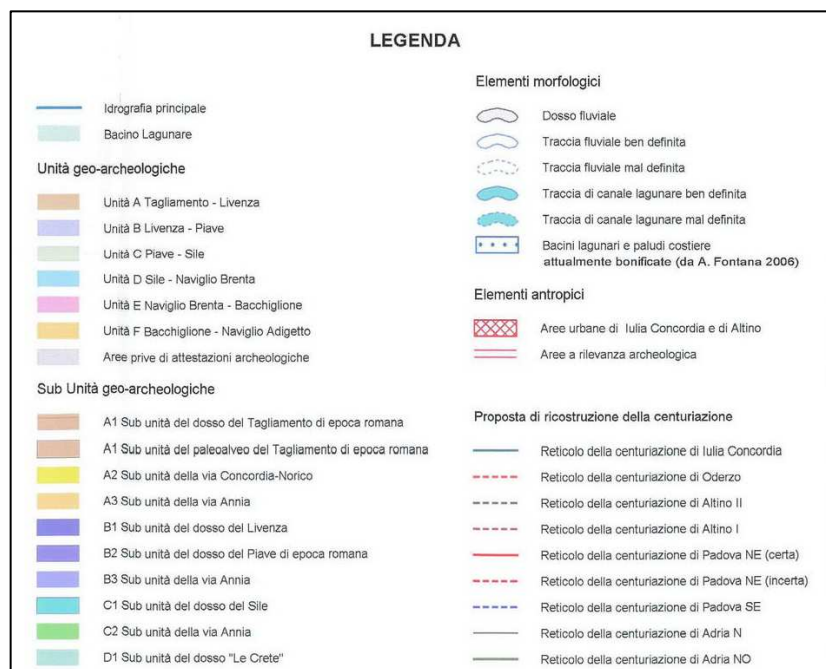 LEGENDA
Idrografia principale
Bacino Lagunare
Unità geo-archeologiche
Unità A Tagliamento - Livenza
Unità B Livenza - Piave
Unità C Piave - Sile
Unità D Sile - Naviglio Brenta
Unità E Naviglio Brenta - Bacchiglione
Unità F Bacchiglione - Naviglio Adigetto
Aree prive di attestazioni archeologiche
Sub Unità geo-archeologiche
A1 Sub unità del dosso del Tagliamento di epoca romana
A1 Sub unità del paleoalveo del Tagliamento di epoca romana
A2 Sub unità della via Concordia-Norico
A3 Sub unità della via Annia
B1 Sub unità del dosso del Livenza
B2 Sub unità del dosso del Piave di epoca romana
B3 Sub unità della via Annia
C1 Sub unità del dosso del Sile
C2 Sub unità della via Annia
D1 Sub unità del dosso "Le Crete"
Elementi morfologici
Dosso fluviale
Traccia fluviale ben definita
Traccia fluviale mal definita
Traccia di canale lagunare ben definita
Traccia di canale lagunare mal definita
Bacini lagunari e paludi costiere
attualmente bonificate (da A. Fontana 2006)
Elementi antropici
Aree urbane di Iulia Concordia e di Altino
Aree a rilevanza archeologica
Proposta di ricostruzione della centuriazione
Reticolo della centuriazione di Iulia Concordia
Reticolo della centuriazione di Oderzo
Reticolo della centuriazione di Altino II
Reticolo della centuriazione di Altino I
Reticolo della centuriazione di Padova NE (certa)
Reticolo della centuriazione di Padova NE (incerta)
Reticolo della centuriazione di Padova SE
Reticolo della centuriazione di Adria N
Reticolo della centuriazione di Adria NO